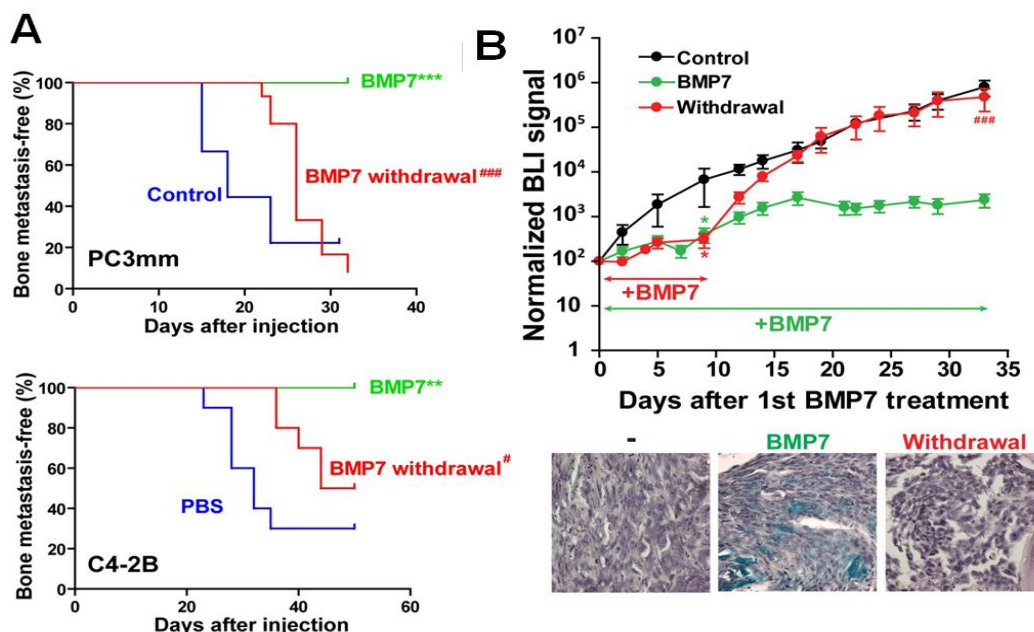 A
Bone metastasis-free (%)
100
80
60
40
20
0
BMP7***
BMP7 withdrawal###
Control
PC3mm
0
10
20
30
40
Days after injection
Bone metastasis-free (%)
100
80
60
40
20
0
BMP7**
BMP7 withdrawal#
PBS
C4-2B
0
20
40
60
Days after injection
B
Normalized BLI signal
10⁷
10⁶
10⁵
10⁴
10³
10²
10
1
Control
BMP7
Withdrawal
*
*
###
+BMP7
+BMP7
0
5
10
15
20
25
30
35
Days after 1st BMP7 treatment
-
BMP7
Withdrawal